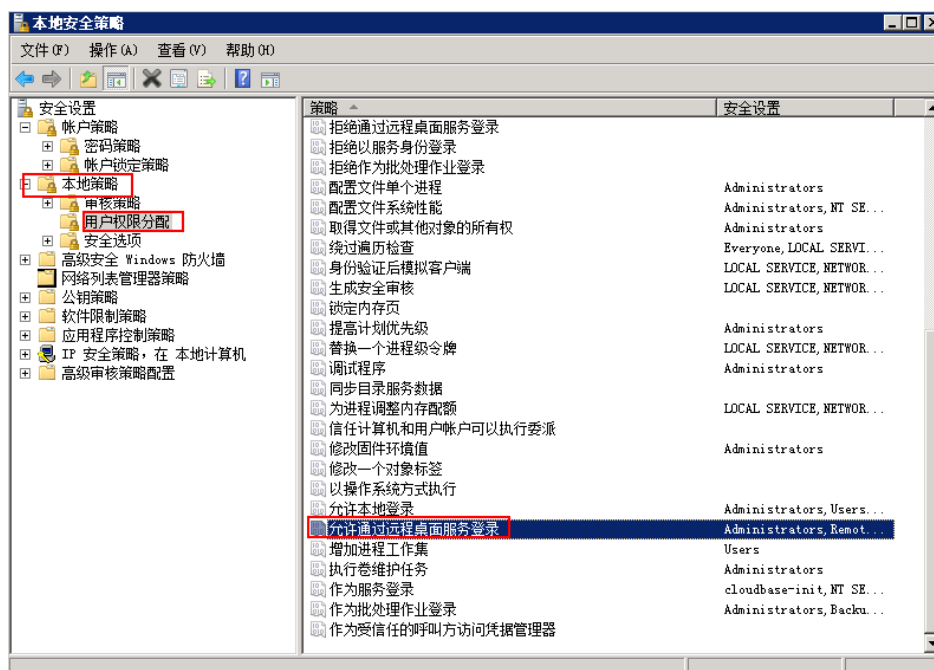 本地安全策略
文件(F) 操作(A) 查看(V) 帮助(H)
安全设置
帐户策略
密码策略
帐户锁定策略
本地策略
审核策略
用户权限分配
安全选项
高级安全 Windows 防火墙
网络列表管理器策略
公钥策略
软件限制策略
应用程序控制策略
IP 安全策略，在 本地计算机
高级审核策略配置
策略 安全设置
拒绝通过远程桌面服务登录
拒绝以服务身份登录
拒绝作为批处理作业登录
配置文件单个进程 Administrators
配置文件系统性能 Administrators, NT SE...
取得文件或其他对象的所有权 Administrators
绕过遍历检查 Everyone, LOCAL SERVI...
身份验证后模拟客户端 LOCAL SERVICE, NETWOR...
生成安全审核 LOCAL SERVICE, NETWOR...
锁定内存页
提高计划优先级 Administrators
替换一个进程级令牌 LOCAL SERVICE, NETWOR...
调试程序 Administrators
同步目录服务数据
为进程调整内存配额 LOCAL SERVICE, NETWOR...
信任计算机和用户帐户可以执行委派
修改固件环境值 Administrators
修改一个对象标签
以操作系统方式执行
允许本地登录 Administrators, Users...
允许通过远程桌面服务登录 Administrators, Remot...
增加进程工作集 Users
执行卷维护任务 Administrators
作为服务登录 cloudbase-init, NT SE...
作为批处理作业登录 Administrators, Backu...
作为受信任的呼叫方访问凭据管理器